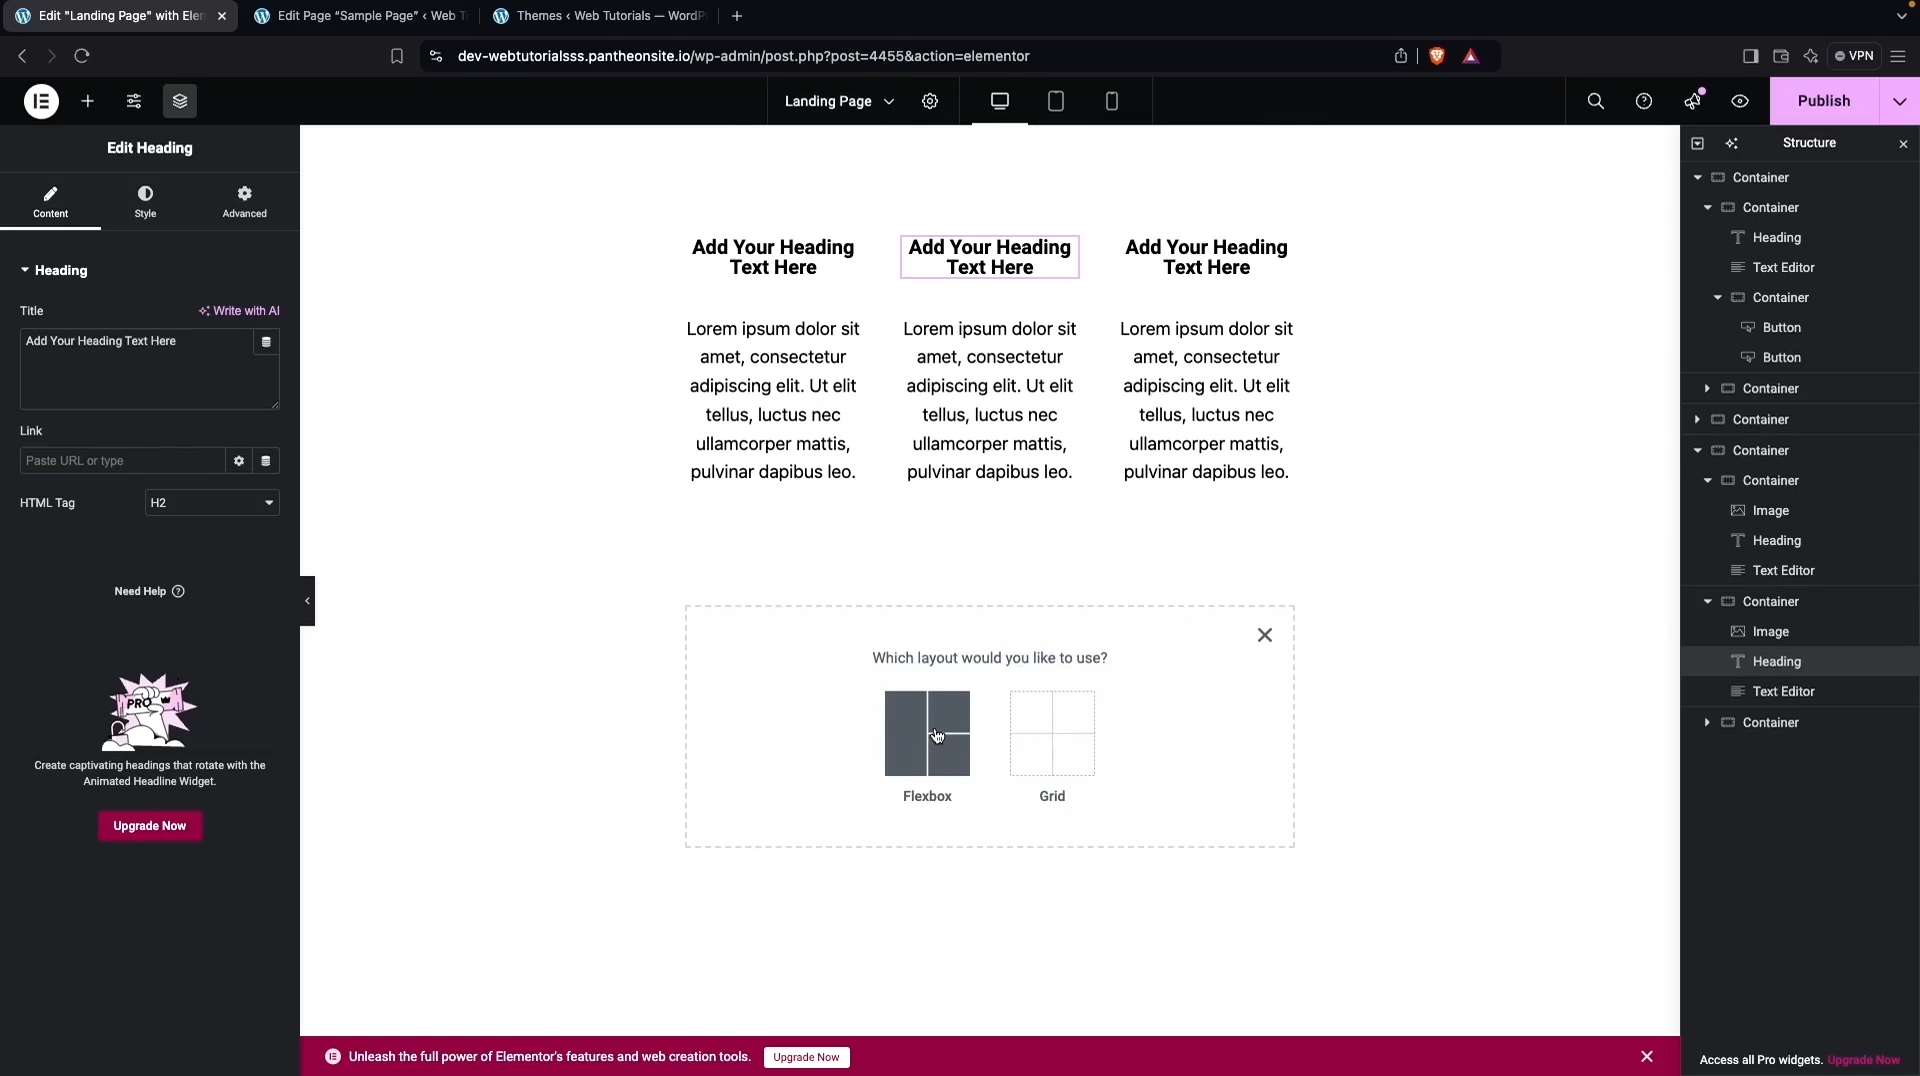 Edit "Landing Page" with Elen
Edit Page “Sample Page” ‹ Web T
Themes ‹ Web Tutorials — WordP
dev-webtutorialsss.pantheonsite.io/wp-admin/post.php?post=4455&action=elementor
VPN
Landing Page
Publish
Edit Heading
Content
Style
Advanced
Heading
Title
Write with AI
Add Your Heading Text Here
Link
Paste URL or type
HTML Tag
H2
Need Help
PRO
Create captivating headings that rotate with the
Animated Headline Widget.
Upgrade Now
Add Your Heading
Text Here
Lorem ipsum dolor sit
amet, consectetur
adipiscing elit. Ut elit
tellus, luctus nec
ullamcorper mattis,
pulvinar dapibus leo.
Add Your Heading
Text Here
Lorem ipsum dolor sit
amet, consectetur
adipiscing elit. Ut elit
tellus, luctus nec
ullamcorper mattis,
pulvinar dapibus leo.
Add Your Heading
Text Here
Lorem ipsum dolor sit
amet, consectetur
adipiscing elit. Ut elit
tellus, luctus nec
ullamcorper mattis,
pulvinar dapibus leo.
Which layout would you like to use?
Flexbox
Grid
Unleash the full power of Elementor's features and web creation tools.
Upgrade Now
Structure
Container
Container
Heading
Text Editor
Container
Button
Button
Container
Container
Container
Container
Image
Heading
Text Editor
Container
Image
Heading
Text Editor
Container
Access all Pro widgets. Upgrade Now